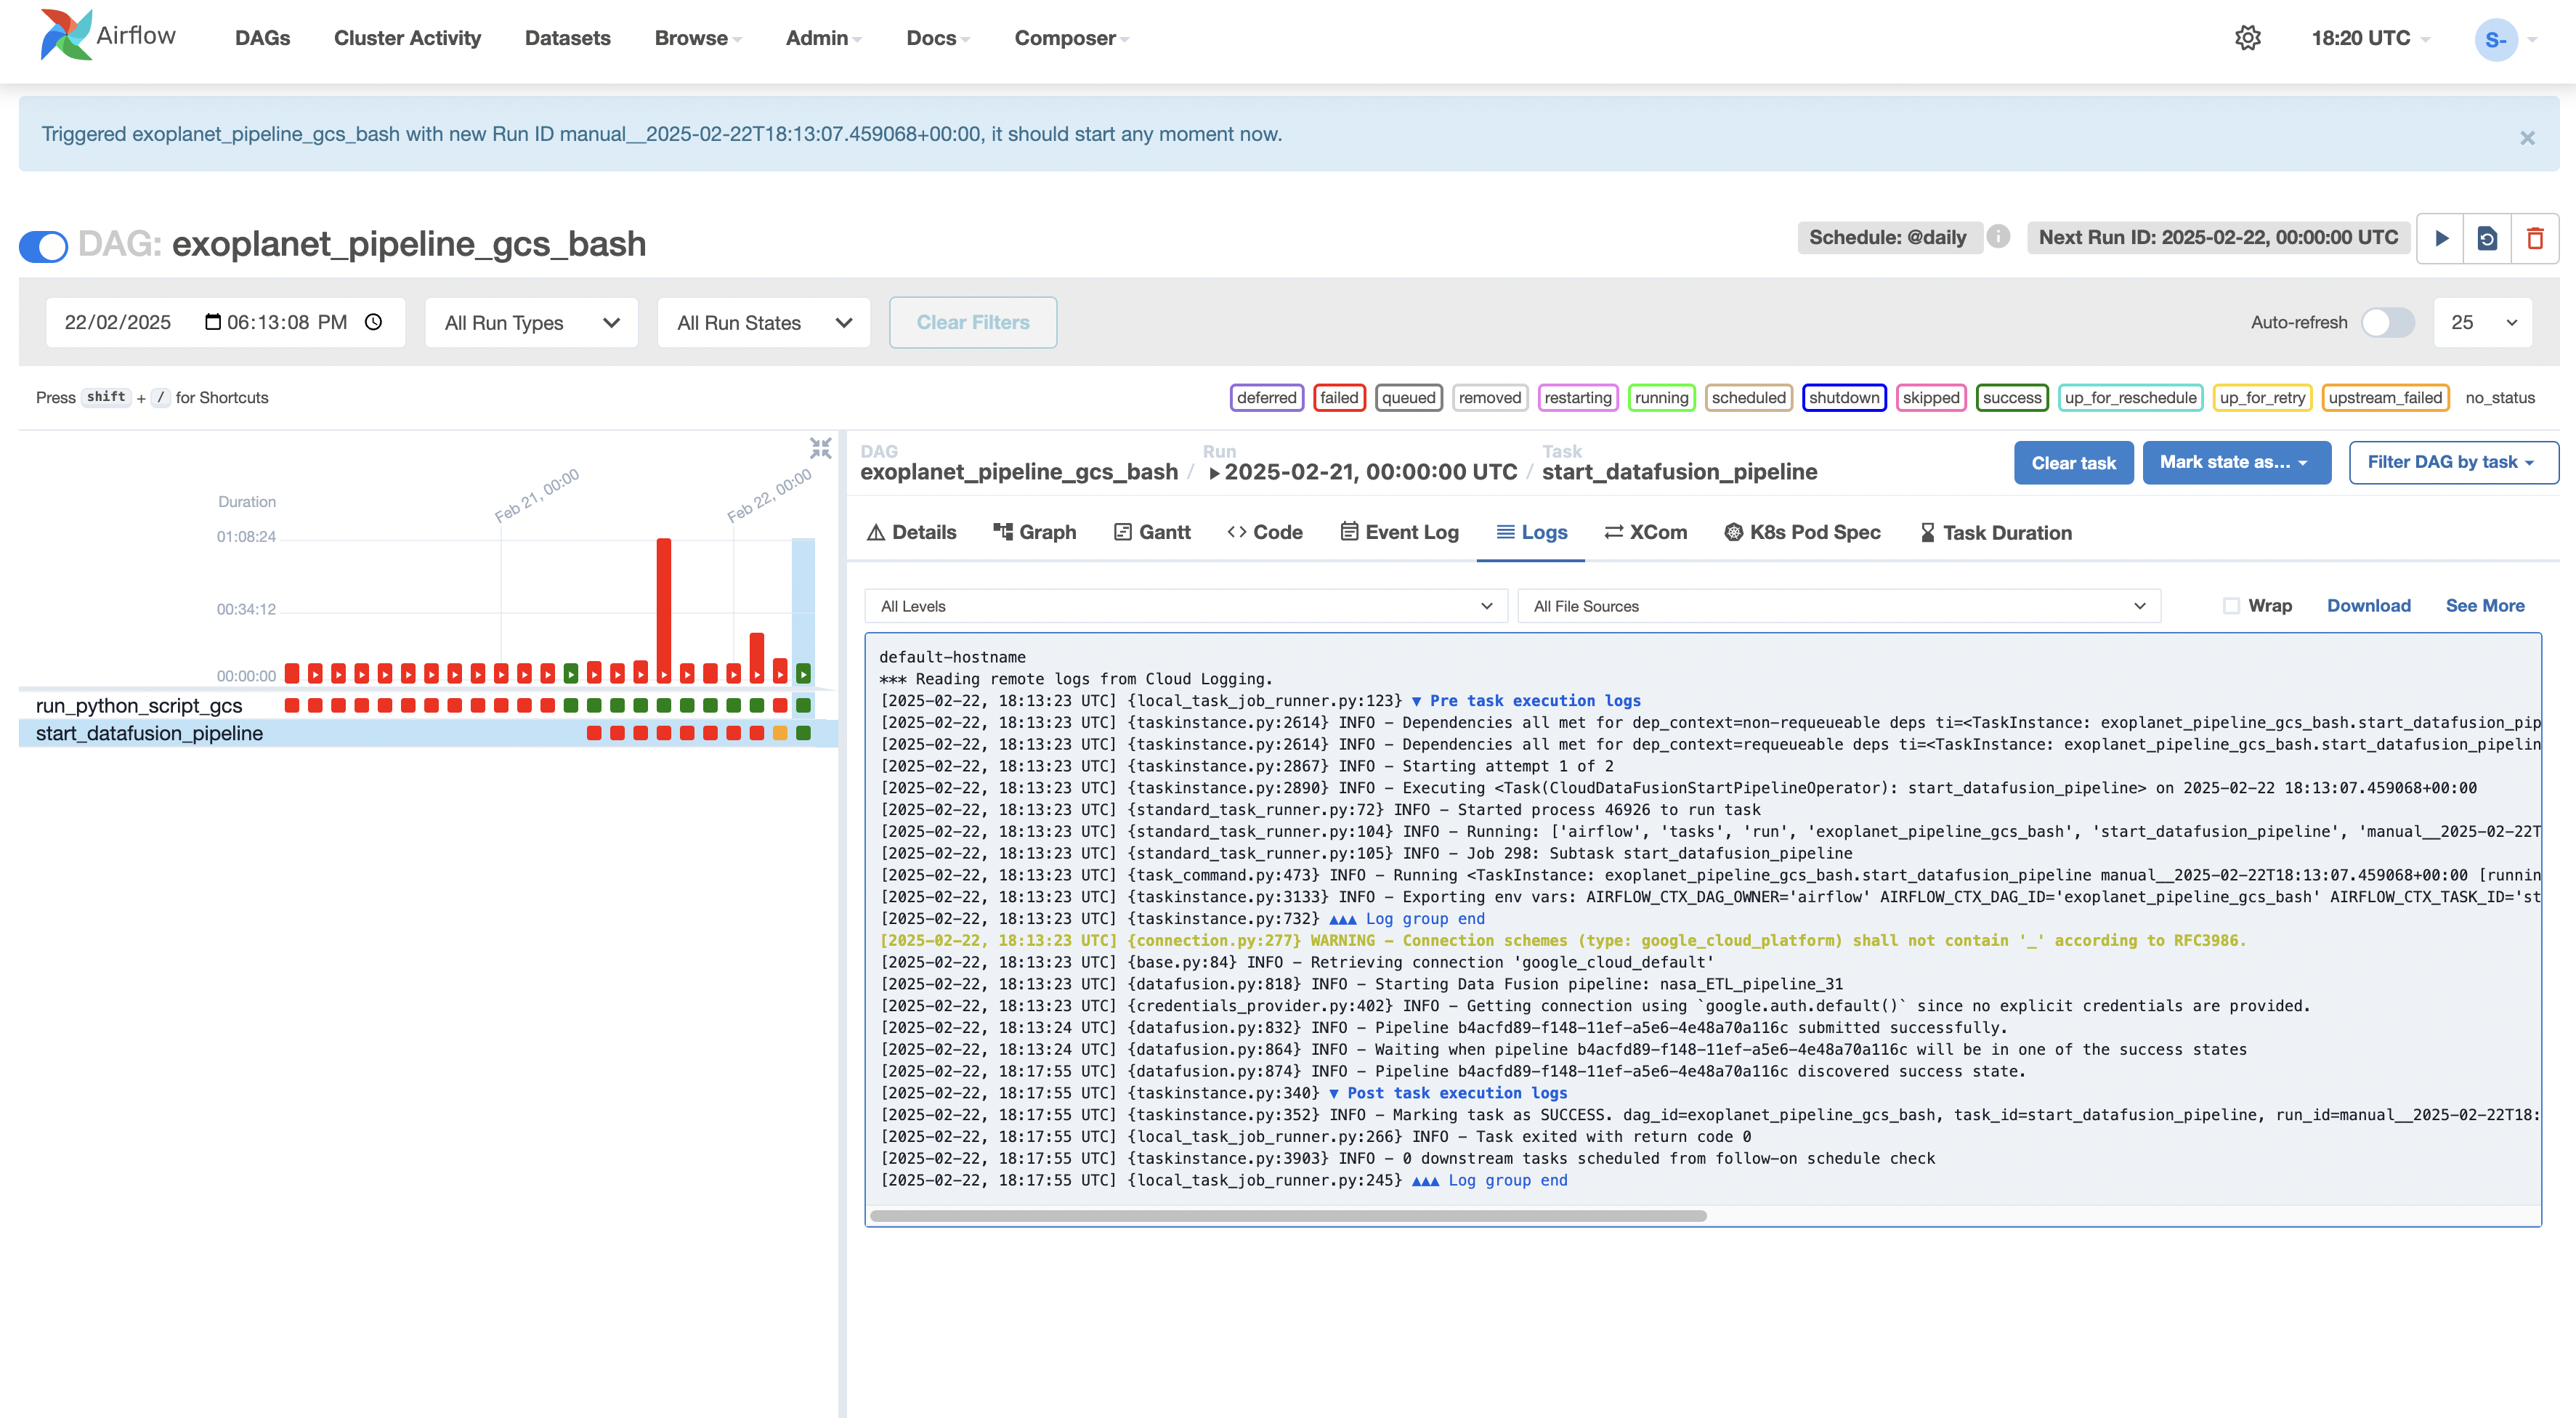 Airflow DAGs Cluster Activity Datasets Browse Admin Docs Composer 18:20 UTC S-
Triggered exoplanet_pipeline_gcs_bash with new Run ID manual__2025-02-22T18:13:07.459068+00:00, it should start any moment now. ×
DAG: exoplanet_pipeline_gcs_bash Schedule: @daily i Next Run ID: 2025-02-22, 00:00:00 UTC
22/02/2025 06:13:08 PM All Run Types All Run States Clear Filters Auto-refresh 25
Press shift + / for Shortcuts deferred failed queued removed restarting running scheduled shutdown skipped success up_for_reschedule up_for_retry upstream_failed no_status
Duration
01:08:24
00:34:12
00:00:00
Feb 21, 00:00
Feb 22, 00:00
run_python_script_gcs
start_datafusion_pipeline
DAG Run Task
exoplanet_pipeline_gcs_bash / 2025-02-21, 00:00:00 UTC / start_datafusion_pipeline
Clear task Mark state as... Filter DAG by task
Details Graph Gantt Code Event Log Logs XCom K8s Pod Spec Task Duration
All Levels All File Sources Wrap Download See More
default-hostname
*** Reading remote logs from Cloud Logging.
[2025-02-22, 18:13:23 UTC] {local_task_job_runner.py:123} ▼ Pre task execution logs
[2025-02-22, 18:13:23 UTC] {taskinstance.py:2614} INFO - Dependencies all met for dep_context=non-requeueable deps ti=<TaskInstance: exoplanet_pipeline_gcs_bash.start_datafusion_pip
[2025-02-22, 18:13:23 UTC] {taskinstance.py:2614} INFO - Dependencies all met for dep_context=requeueable deps ti=<TaskInstance: exoplanet_pipeline_gcs_bash.start_datafusion_pipelin
[2025-02-22, 18:13:23 UTC] {taskinstance.py:2867} INFO - Starting attempt 1 of 2
[2025-02-22, 18:13:23 UTC] {taskinstance.py:2890} INFO - Executing <Task(CloudDataFusionStartPipelineOperator): start_datafusion_pipeline> on 2025-02-22 18:13:07.459068+00:00
[2025-02-22, 18:13:23 UTC] {standard_task_runner.py:72} INFO - Started process 46926 to run task
[2025-02-22, 18:13:23 UTC] {standard_task_runner.py:104} INFO - Running: ['airflow', 'tasks', 'run', 'exoplanet_pipeline_gcs_bash', 'start_datafusion_pipeline', 'manual__2025-02-22T
[2025-02-22, 18:13:23 UTC] {standard_task_runner.py:105} INFO - Job 298: Subtask start_datafusion_pipeline
[2025-02-22, 18:13:23 UTC] {task_command.py:473} INFO - Running <TaskInstance: exoplanet_pipeline_gcs_bash.start_datafusion_pipeline manual__2025-02-22T18:13:07.459068+00:00 [runnin
[2025-02-22, 18:13:23 UTC] {taskinstance.py:3133} INFO - Exporting env vars: AIRFLOW_CTX_DAG_OWNER='airflow' AIRFLOW_CTX_DAG_ID='exoplanet_pipeline_gcs_bash' AIRFLOW_CTX_TASK_ID='st
[2025-02-22, 18:13:23 UTC] {taskinstance.py:732} ▲▲▲ Log group end
[2025-02-22, 18:13:23 UTC] {connection.py:277} WARNING - Connection schemes (type: google_cloud_platform) shall not contain '_' according to RFC3986.
[2025-02-22, 18:13:23 UTC] {base.py:84} INFO - Retrieving connection 'google_cloud_default'
[2025-02-22, 18:13:23 UTC] {datafusion.py:818} INFO - Starting Data Fusion pipeline: nasa_ETL_pipeline_31
[2025-02-22, 18:13:23 UTC] {credentials_provider.py:402} INFO - Getting connection using `google.auth.default()` since no explicit credentials are provided.
[2025-02-22, 18:13:24 UTC] {datafusion.py:832} INFO - Pipeline b4acfd89-f148-11ef-a5e6-4e48a70a116c submitted successfully.
[2025-02-22, 18:13:24 UTC] {datafusion.py:864} INFO - Waiting when pipeline b4acfd89-f148-11ef-a5e6-4e48a70a116c will be in one of the success states
[2025-02-22, 18:17:55 UTC] {datafusion.py:874} INFO - Pipeline b4acfd89-f148-11ef-a5e6-4e48a70a116c discovered success state.
[2025-02-22, 18:17:55 UTC] {taskinstance.py:340} ▼ Post task execution logs
[2025-02-22, 18:17:55 UTC] {taskinstance.py:352} INFO - Marking task as SUCCESS. dag_id=exoplanet_pipeline_gcs_bash, task_id=start_datafusion_pipeline, run_id=manual__2025-02-22T18:
[2025-02-22, 18:17:55 UTC] {local_task_job_runner.py:266} INFO - Task exited with return code 0
[2025-02-22, 18:17:55 UTC] {taskinstance.py:3903} INFO - 0 downstream tasks scheduled from follow-on schedule check
[2025-02-22, 18:17:55 UTC] {local_task_job_runner.py:245} ▲▲▲ Log group end